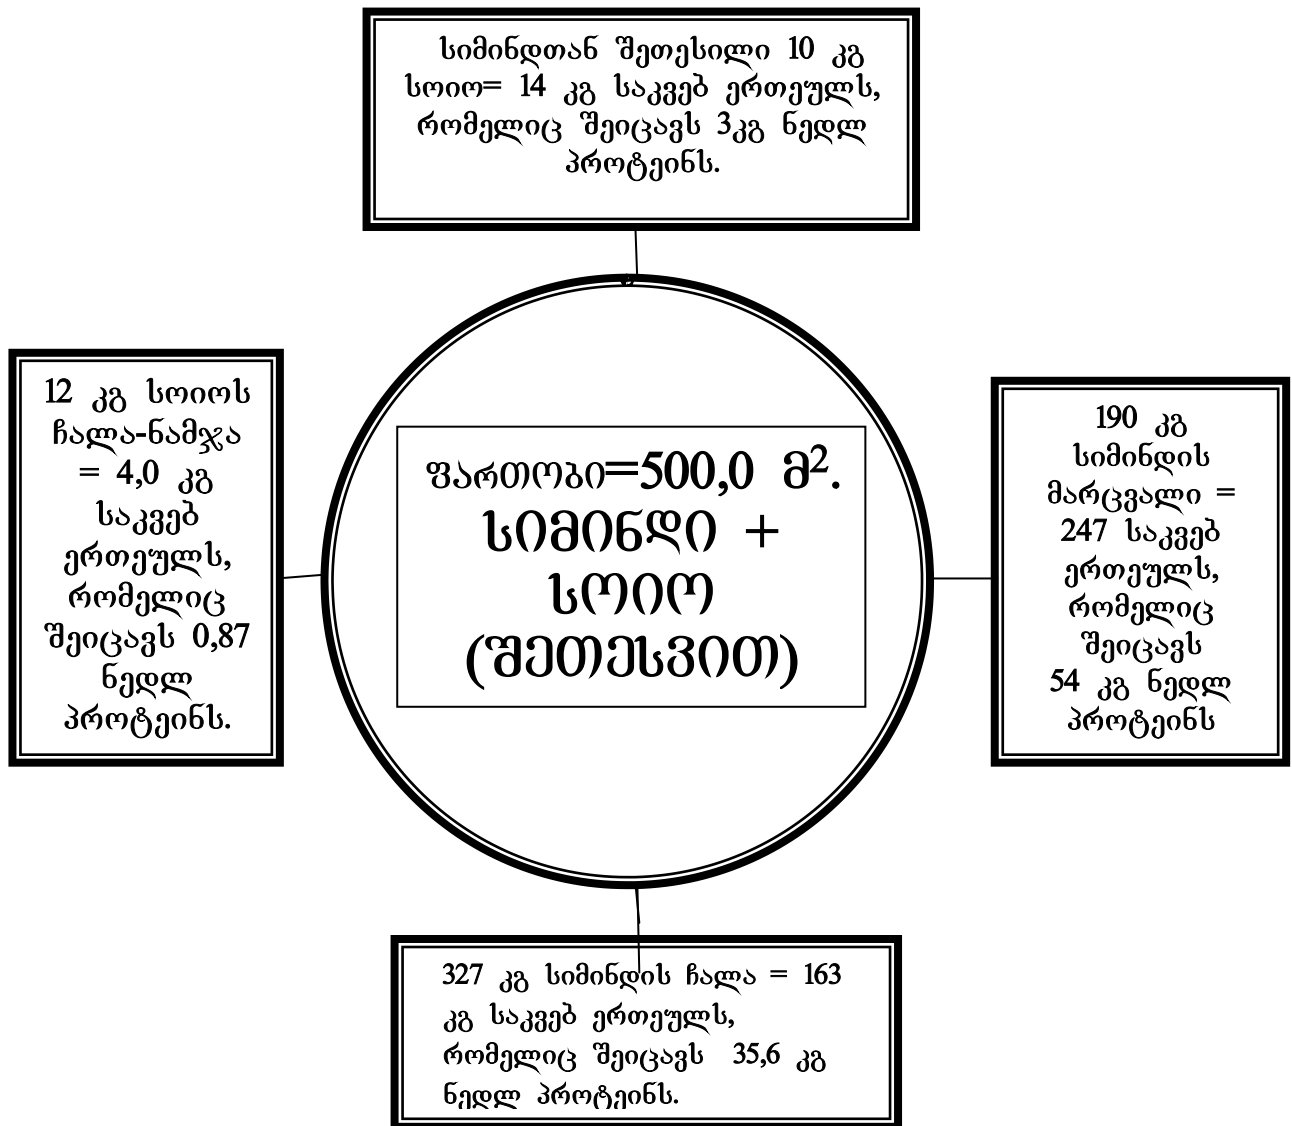 სიმინდთან შეთესილი 10 კგ
სოიო= 14 კგ საკვებ ერთეულს,
რომელიც შეიცავს 3კგ ნედლ
პროტეინს.
12 კგ სოიოს
ჩალა-ნამჯა
= 4,0 კგ
საკვებ
ერთეულს,
რომელიც
შეიცავს 0,87
ნედლ
პროტეინს.
ფართობი=500,0 მ².
სიმინდი +
სოიო
(შეთესვით)
190 კგ
სიმინდის
მარცვალი =
247 საკვებ
ერთეულს,
რომელიც
შეიცავს
54 კგ ნედლ
პროტეინს
327 კგ სიმინდის ჩალა = 163
კგ საკვებ ერთეულს,
რომელიც შეიცავს 35,6 კგ
ნედლ პროტეინს.